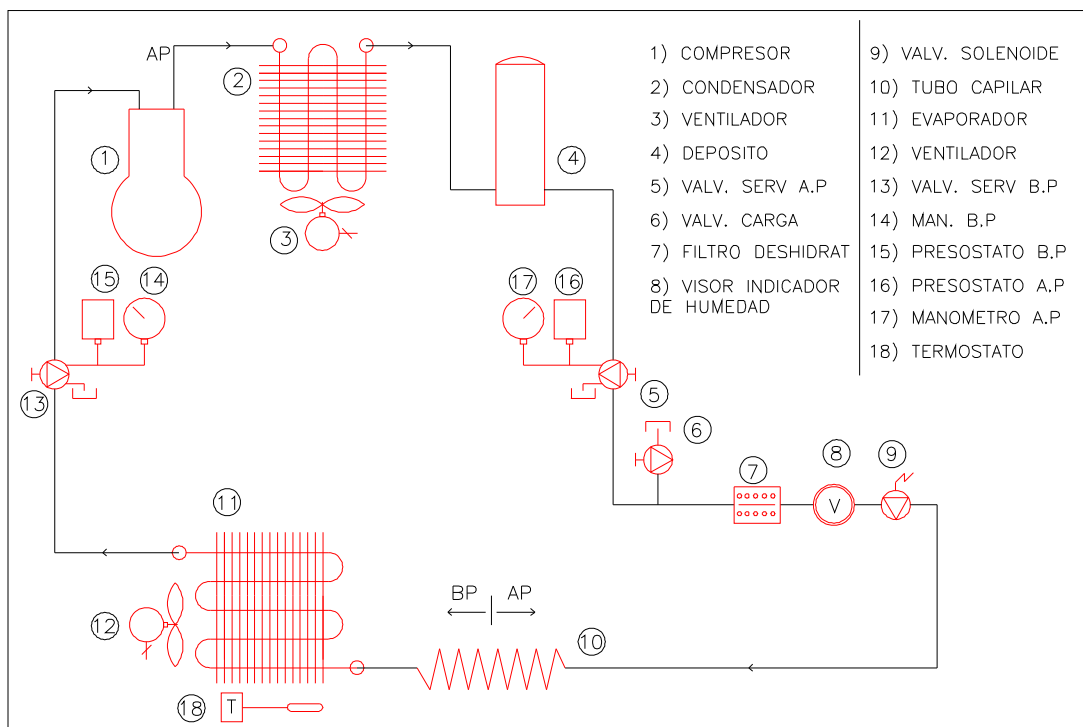 AP
1
2
3
4
15
14
13
17
16
5
6
7
8
V
9
11
12
BP AP
10
18
T
1) COMPRESOR
2) CONDENSADOR
3) VENTILADOR
4) DEPOSITO
5) VALV. SERV A.P
6) VALV. CARGA
7) FILTRO DESHIDRAT
8) VISOR INDICADOR
DE HUMEDAD
9) VALV. SOLENOIDE
10) TUBO CAPILAR
11) EVAPORADOR
12) VENTILADOR
13) VALV. SERV B.P
14) MAN. B.P
15) PRESOSTATO B.P
16) PRESOSTATO A.P
17) MANOMETRO A.P
18) TERMOSTATO